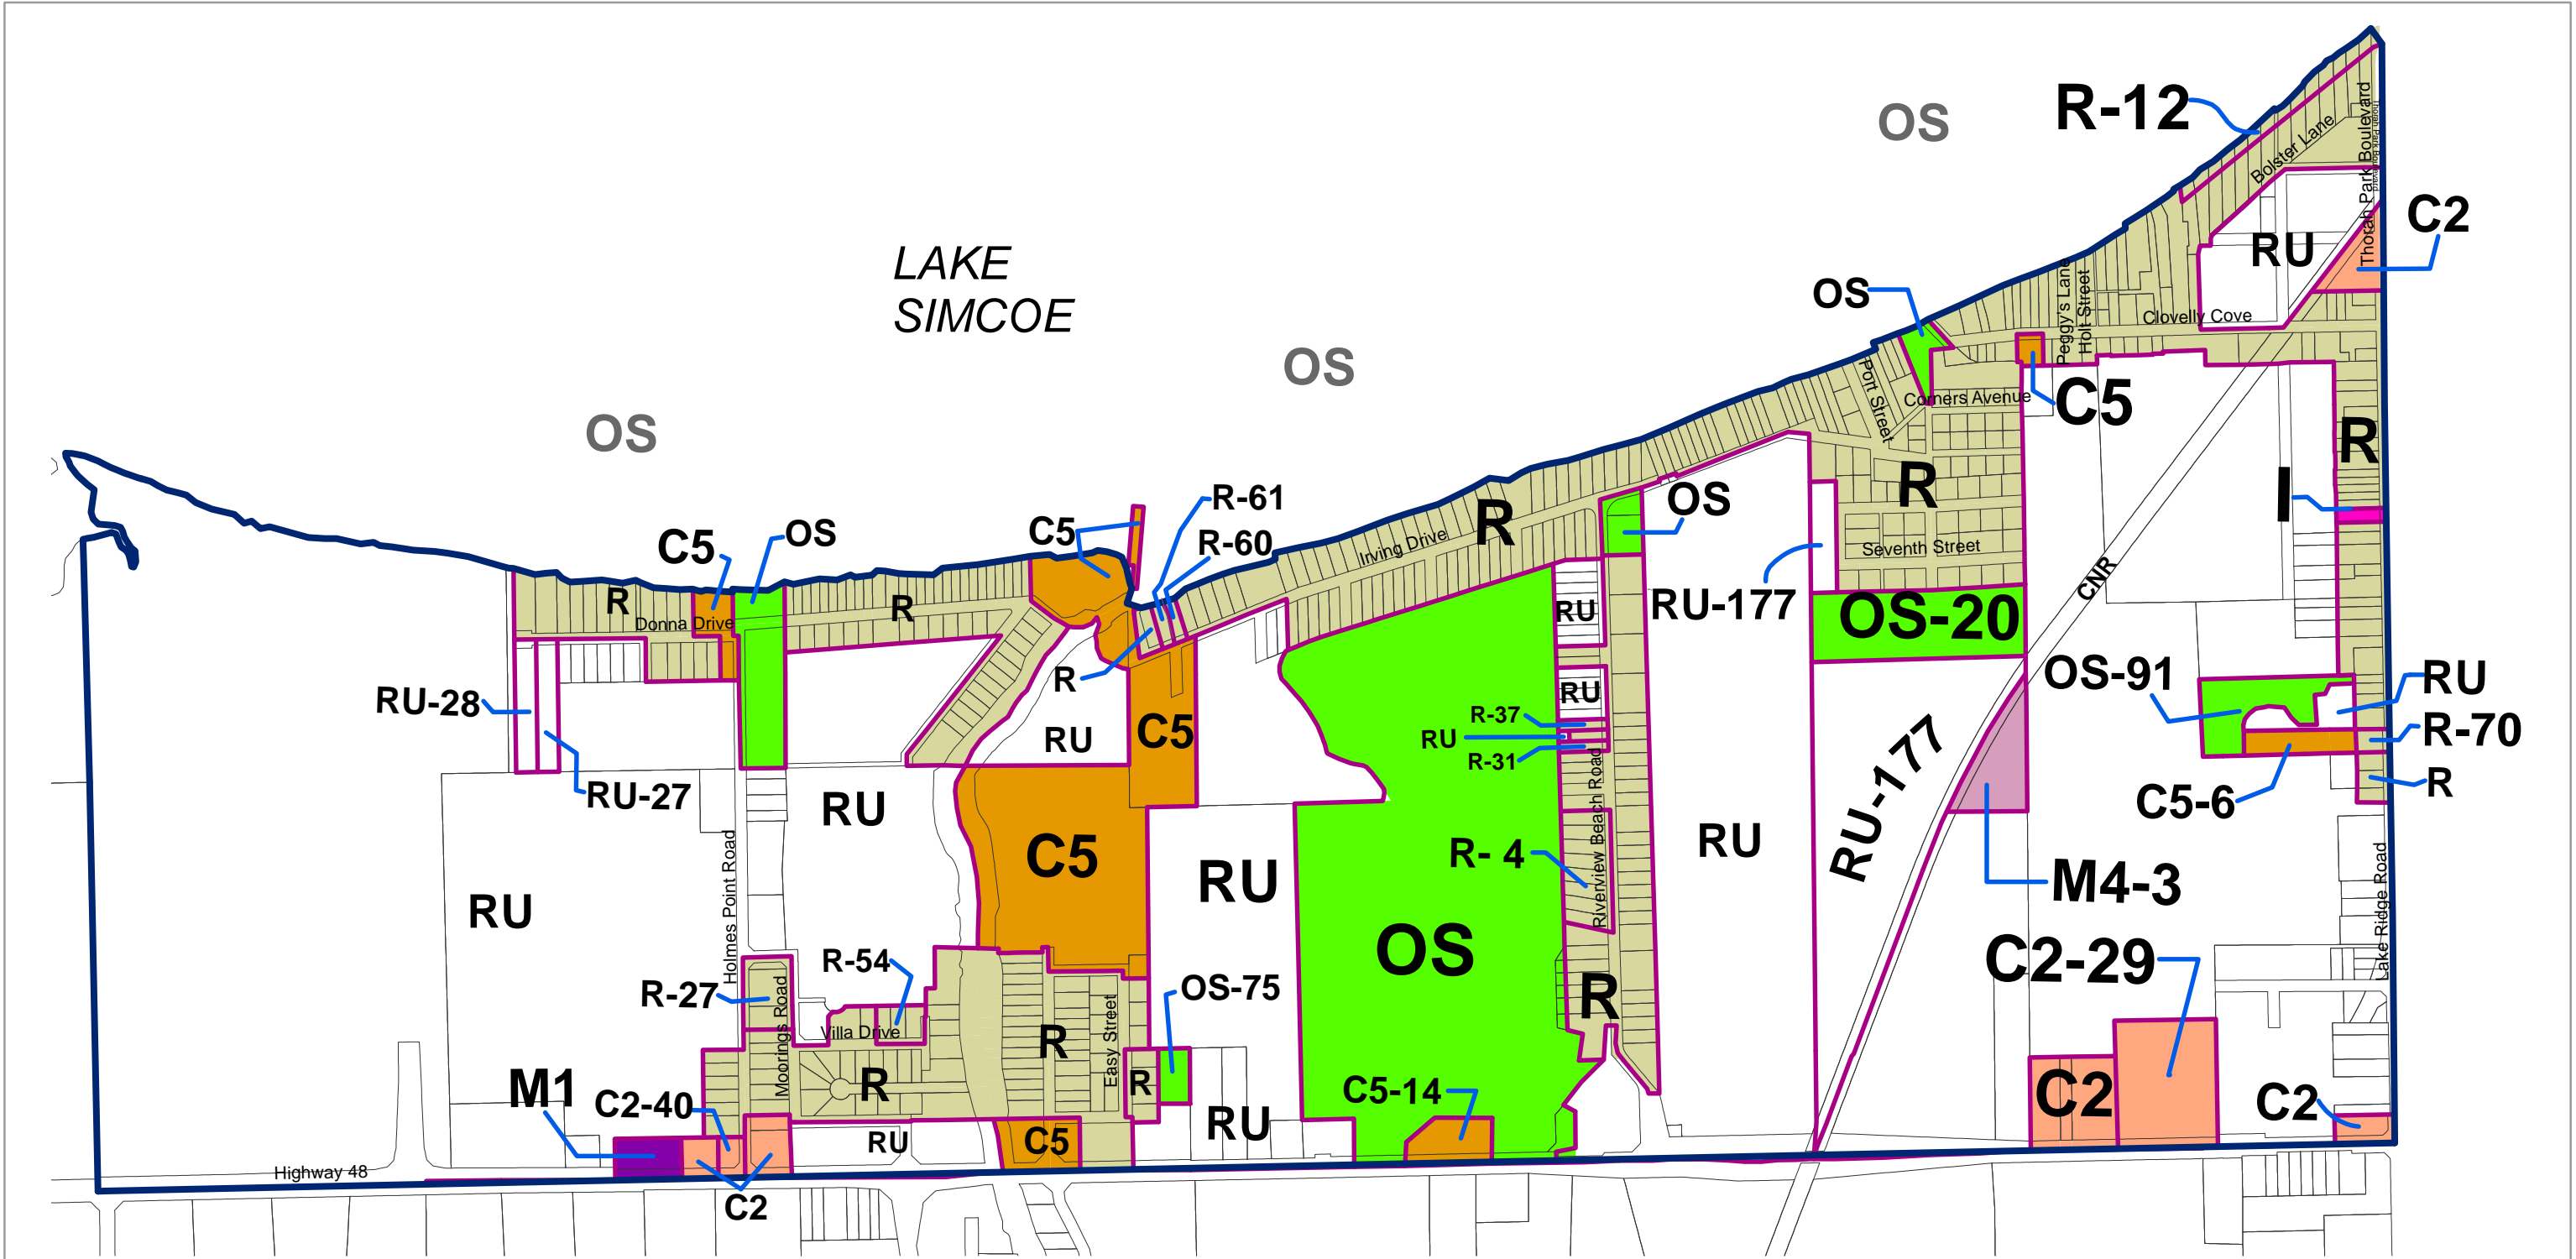 R-12
OS
Bolster Lane
Thorah Park Boulevard
Thorah Park Boulevard
C2
LAKE
SIMCOE
RU
OS
Peggy's Lane
Holt Street
Clovelly Cove
OS
Port Street
Corners Avenue
C5
OS
R
R
I
R-61
R-60
C5
OS
C5
OS
R
Irving Drive
Seventh Street
CNR
R
R
Donna Drive
RU
RU-177
OS-20
R
RU
OS-91
RU
RU-28
RU
C5
R-37
RU
R-31
R-70
RU-27
RU
RU-177
C5-6
R
C5
RU
R- 4
Riverview Beach Road
RU
M4-3
RU
Holmes Point Road
Lake Ridge Road
R-54
OS
C2-29
R-27
Moorings Road
OS-75
R
Villa Drive
R
Easy Street
M1
C2-40
R
R
C5-14
C2
C2
RU
C5
RU
Highway 48
C2